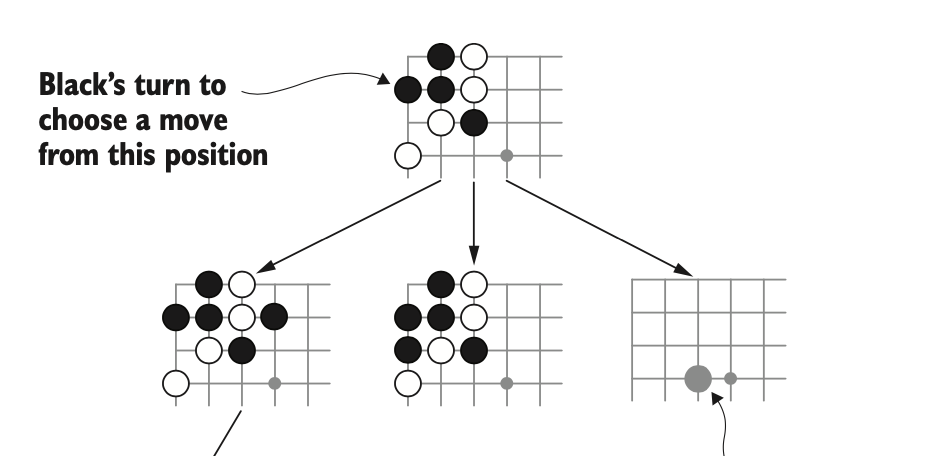 Black’s turn to
choose a move
from this position